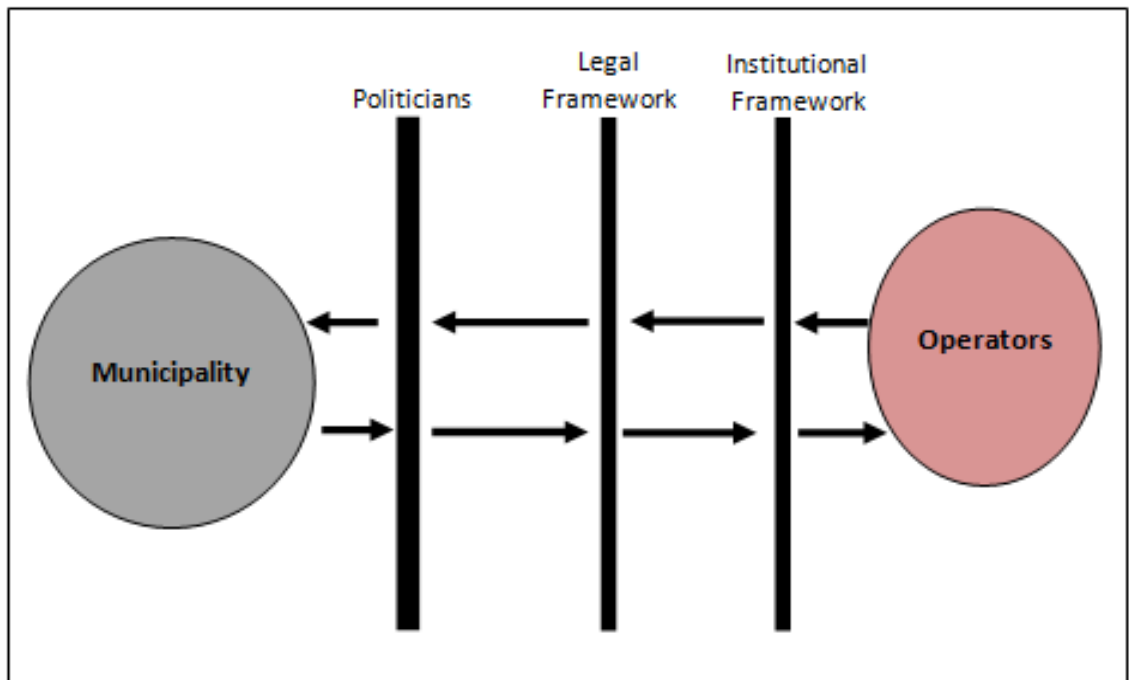 Politicians
Legal
Framework
Institutional
Framework
Municipality
Operators